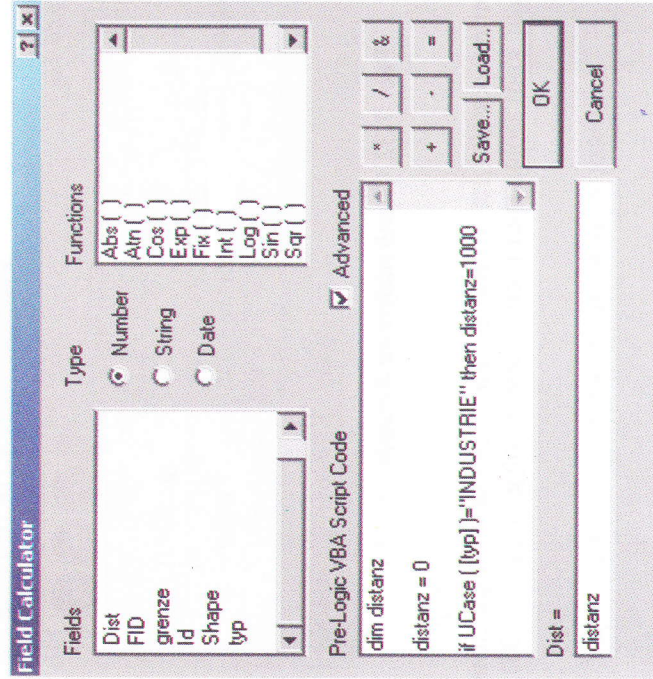 Field Calculator
? x
Fields
Dist
FID
grenze
Id
Shape
typ
Type
Number
String
Date
Functions
Abs ( )
Atn ( )
Cos ( )
Exp ( )
Fix ( )
Int ( )
Log ( )
Sin ( )
Sqr ( )
Pre-Logic VBA Script Code
Advanced
dim distanz
distanz = 0
if UCase ( [typ] )="INDUSTRIE" then distanz=1000
* / &
+ - =
Save... Load...
Dist =
distanz
OK
Cancel